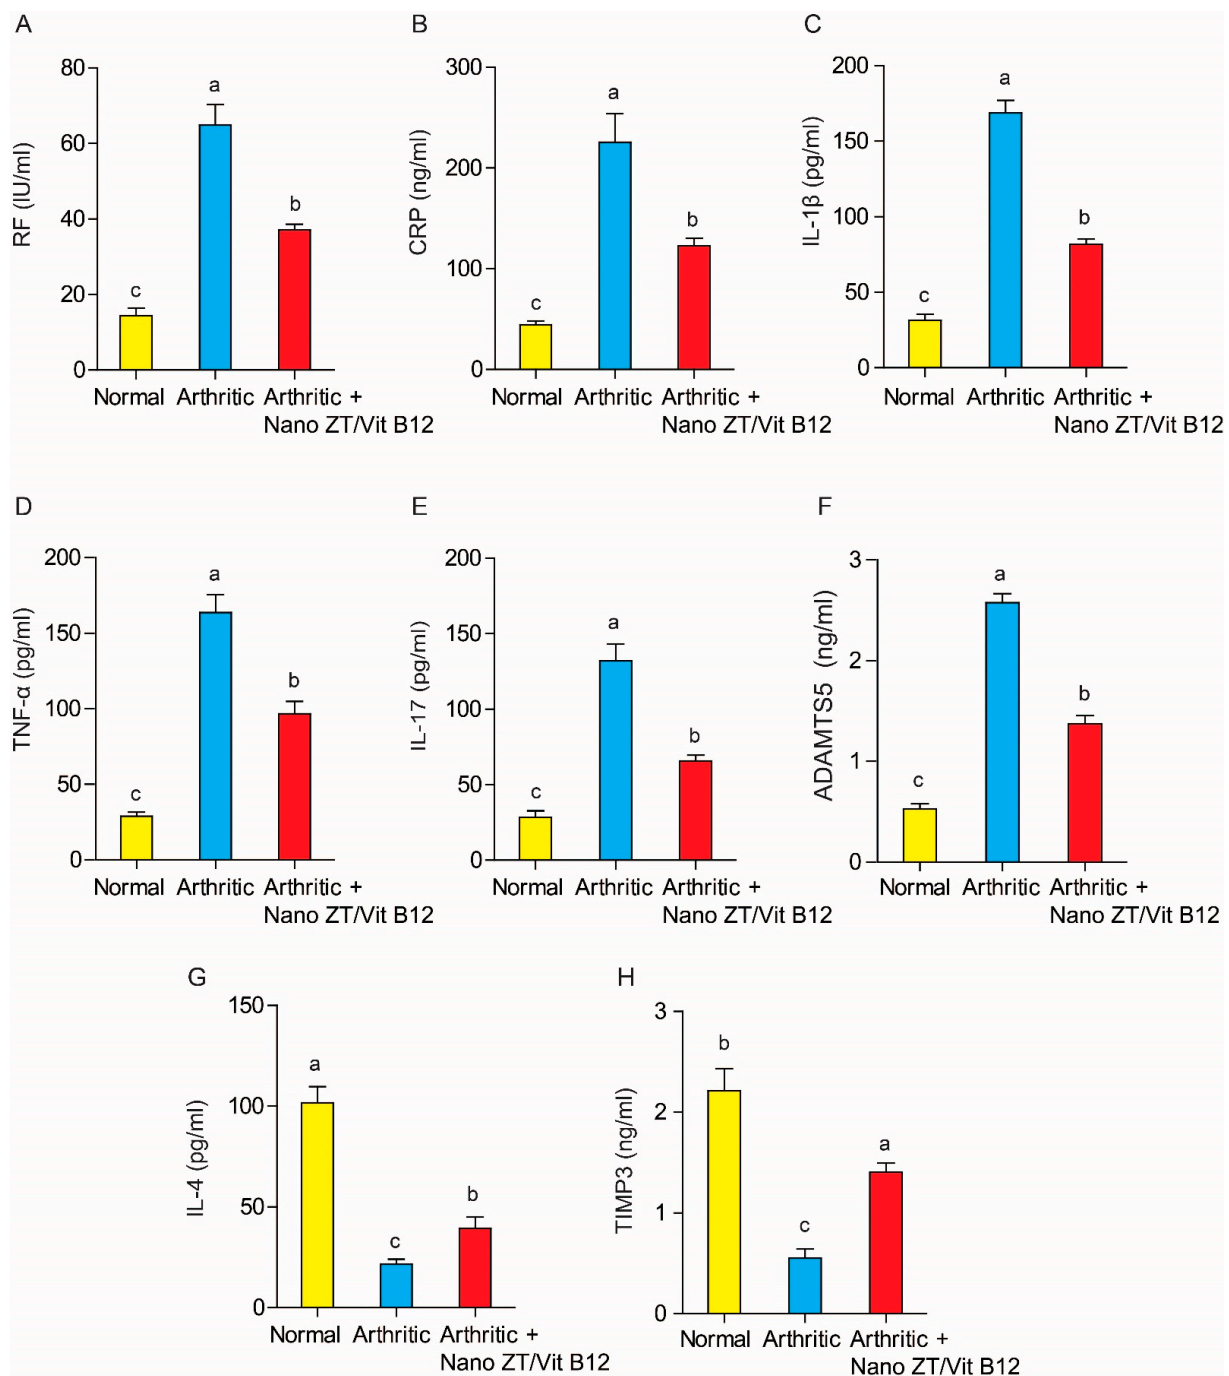 A
RF (IU/ml)
80
60
40
20
0
c
a
b
Normal Arthritic Arthritic +
Nano ZT/Vit B12
B
CRP (ng/ml)
300
200
100
0
c
a
b
Normal Arthritic Arthritic +
Nano ZT/Vit B12
C
IL-1β (pg/ml)
200
150
100
50
0
c
a
b
Normal Arthritic Arthritic +
Nano ZT/Vit B12
D
TNF-α (pg/ml)
200
150
100
50
0
c
a
b
Normal Arthritic Arthritic +
Nano ZT/Vit B12
E
IL-17 (pg/ml)
200
150
100
50
0
c
a
b
Normal Arthritic Arthritic +
Nano ZT/Vit B12
F
ADAMTS5 (ng/ml)
3
2
1
0
c
a
b
Normal Arthritic Arthritic +
Nano ZT/Vit B12
G
IL-4 (pg/ml)
150
100
50
0
a
c
b
Normal Arthritic Arthritic +
Nano ZT/Vit B12
H
TIMP3 (ng/ml)
3
2
1
0
b
c
a
Normal Arthritic Arthritic +
Nano ZT/Vit B12